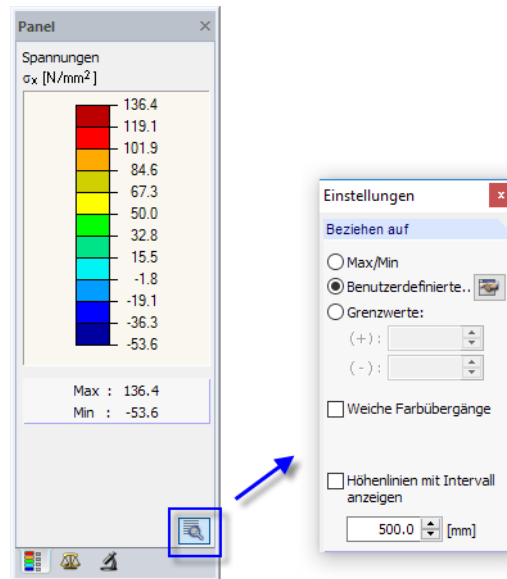 Panel
Spannungen
σx [N/mm²]
136.4
119.1
101.9
84.6
67.3
50.0
32.8
15.5
-1.8
-19.1
-36.3
-53.6
Max : 136.4
Min : -53.6
Einstellungen
Beziehen auf
Max/Min
Benutzerdefinierte..
Grenzwerte:
(+):
(-):
Weiche Farbübergänge
Höhenlinien mit Intervall
anzeigen
500.0 [mm]